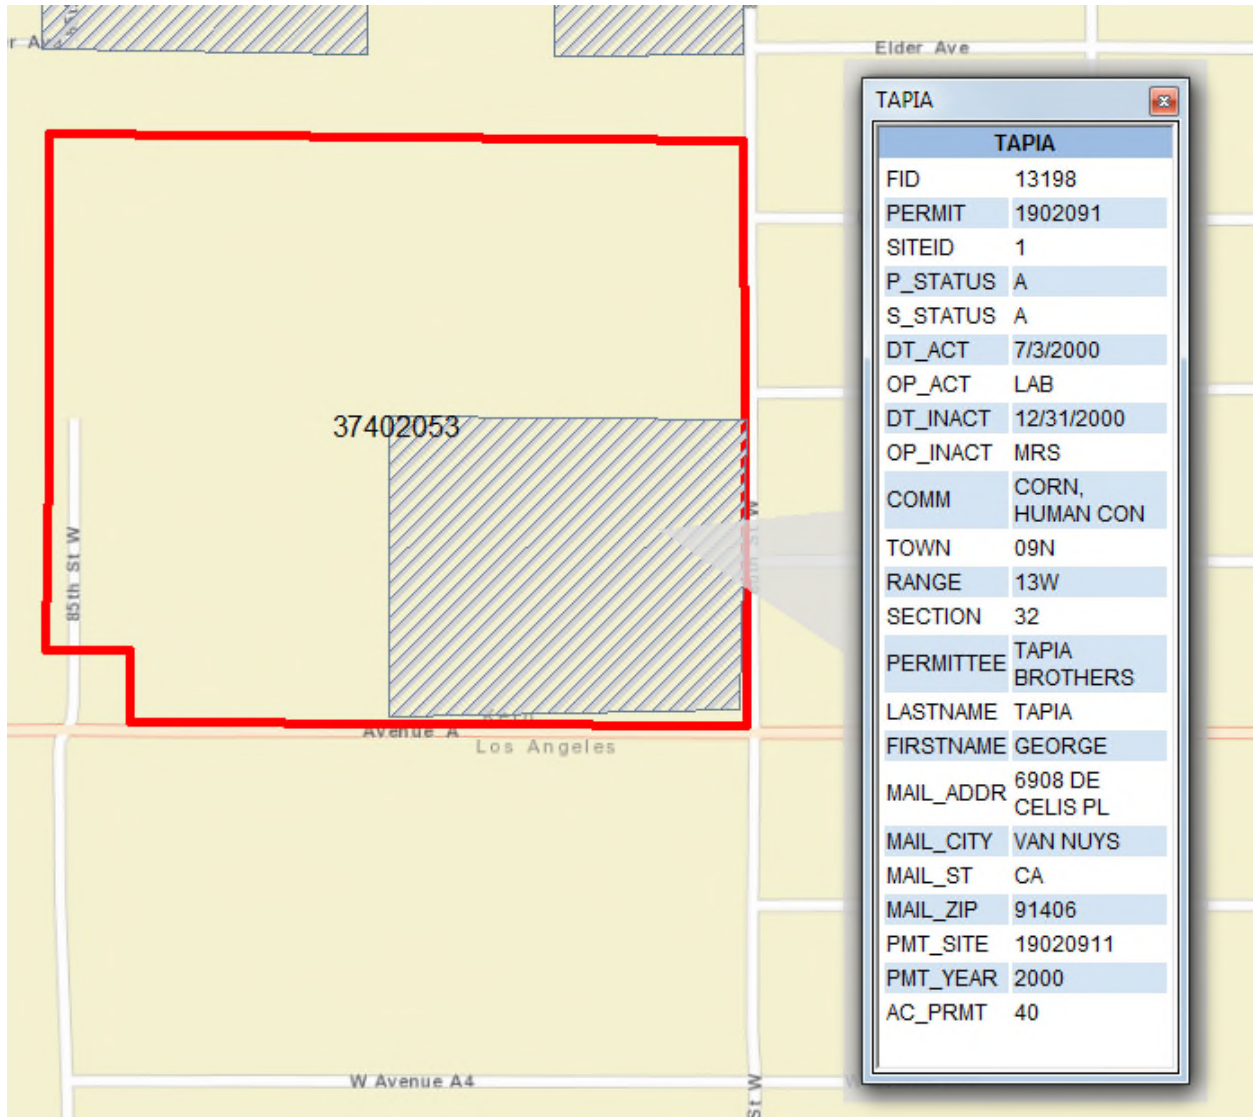 Elder Ave
37402053
85th St W
Kern
Avenue A
Los Angeles
W Avenue A4
St W
TAPIA
TAPIA
FID 13198
PERMIT 1902091
SITEID 1
P_STATUS A
S_STATUS A
DT_ACT 7/3/2000
OP_ACT LAB
DT_INACT 12/31/2000
OP_INACT MRS
COMM CORN,
HUMAN CON
TOWN 09N
RANGE 13W
SECTION 32
PERMITTEE TAPIA
BROTHERS
LASTNAME TAPIA
FIRSTNAME GEORGE
MAIL_ADDR 6908 DE
CELIS PL
MAIL_CITY VAN NUYS
MAIL_ST CA
MAIL_ZIP 91406
PMT_SITE 19020911
PMT_YEAR 2000
AC_PRMT 40